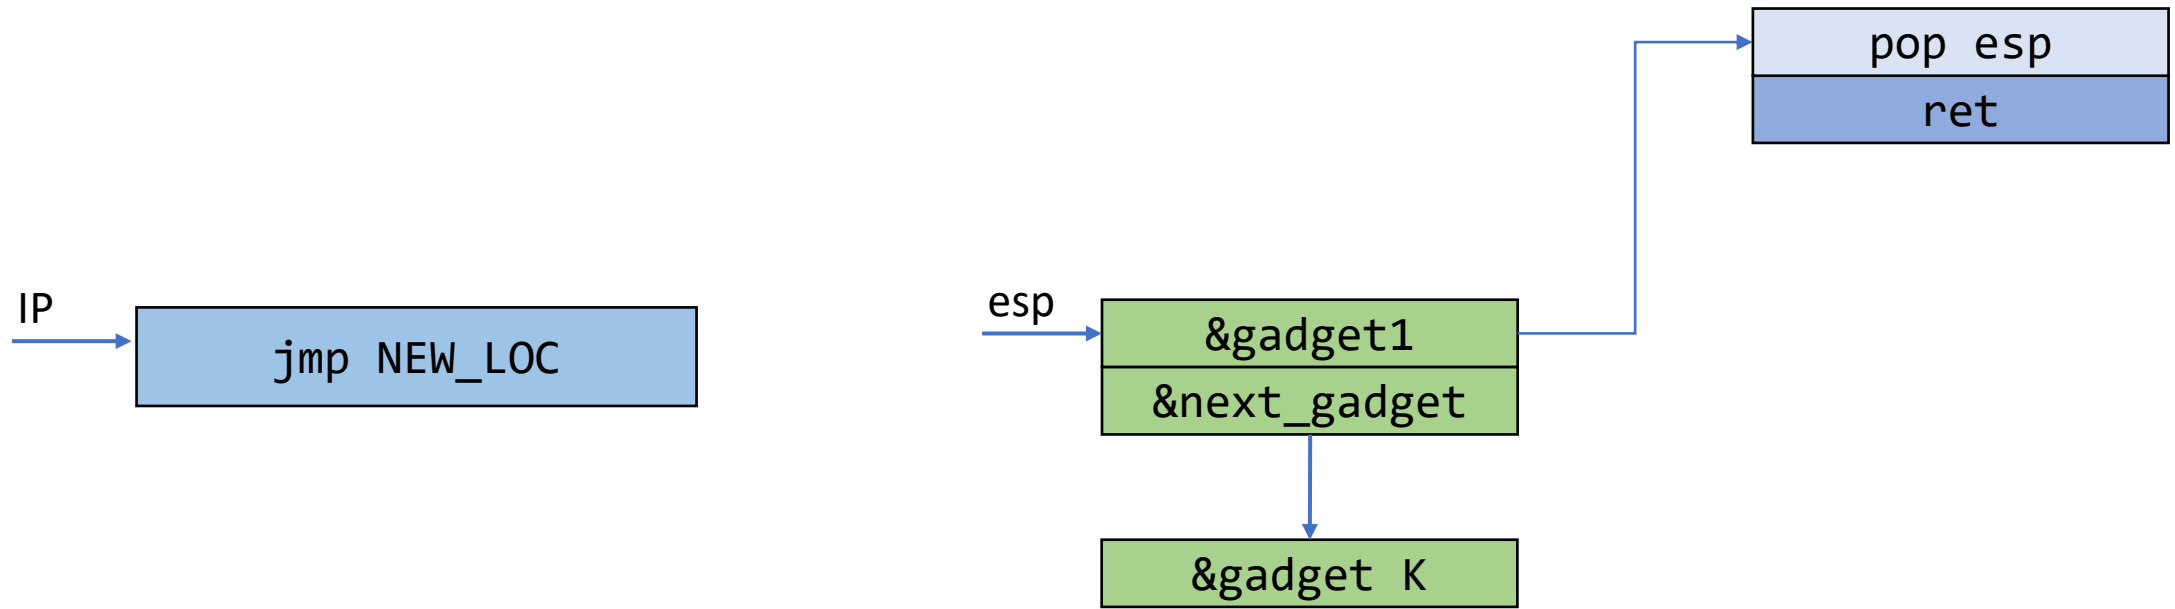 pop esp
ret
IP
jmp NEW_LOC
esp
&gadget1
&next_gadget
&gadget K